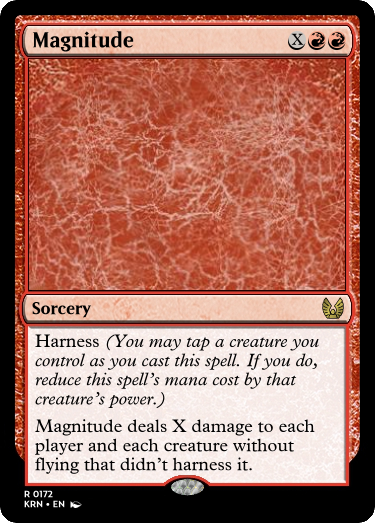 Magnitude X
Sorcery
Harness (You may tap a creature you
control as you cast this spell. If you do,
reduce this spell's mana cost by that
creature's power.)
Magnitude deals X damage to each
player and each creature without
flying that didn't harness it.
R 0172
KRN • EN